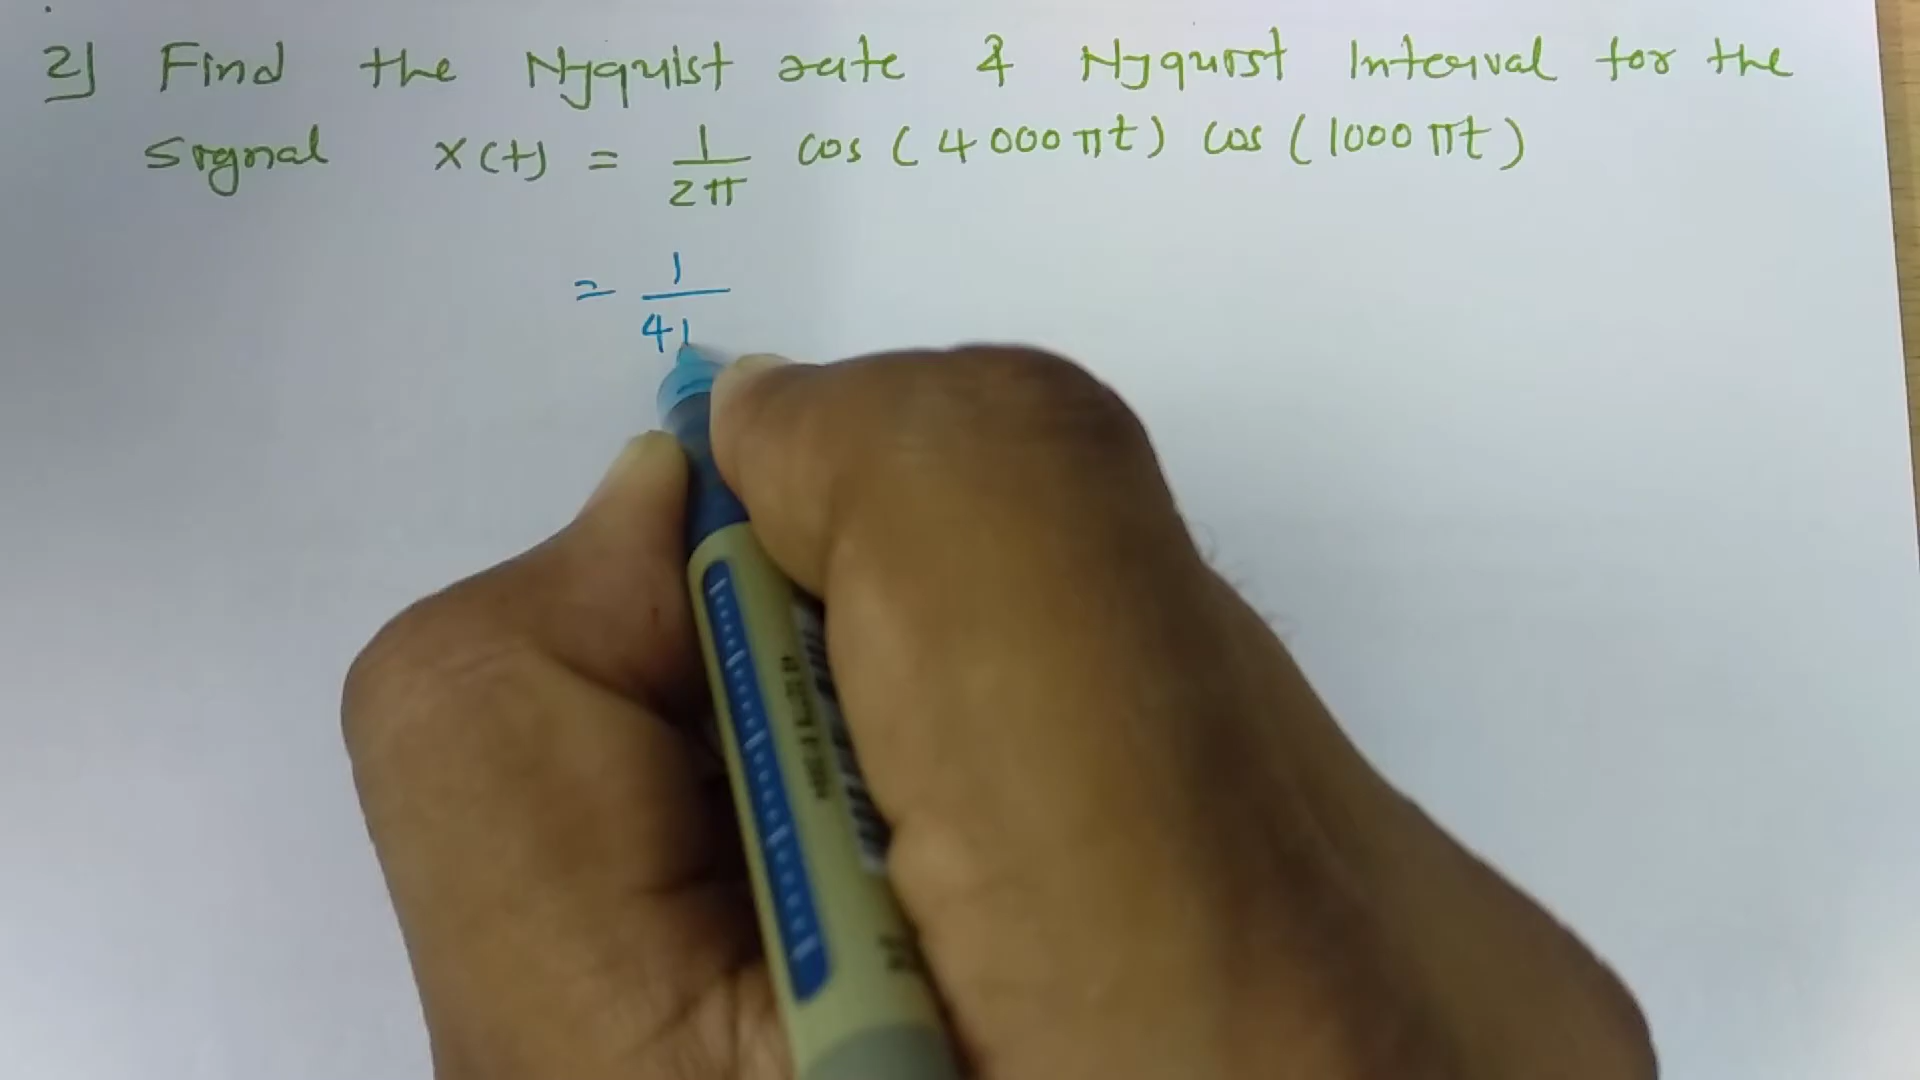 2) Find the Nyquist rate & Nyquist Interval for the
signal x(t) = 1/2π cos(4000πt) cos(1000πt)
= 1/4